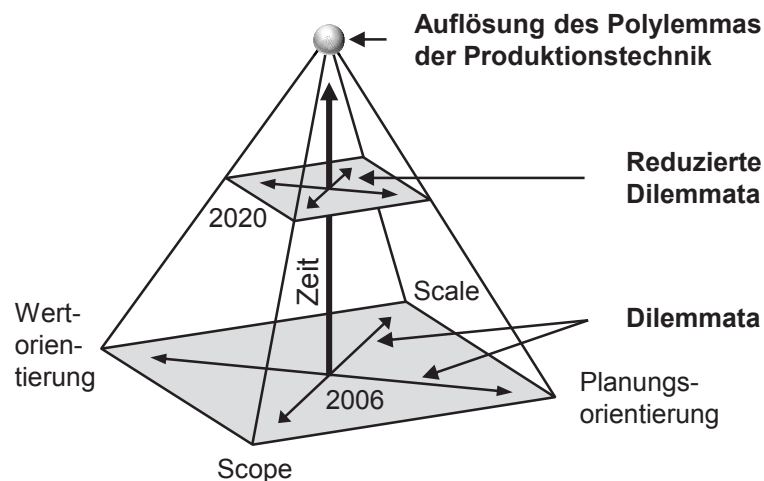 Auflösung des Polylemmas
der Produktionstechnik
Reduzierte
Dilemmata
2020
Zeit
Scale
Wert-
orien-
tierung
Dilemmata
2006
Planungs-
orientierung
Scope